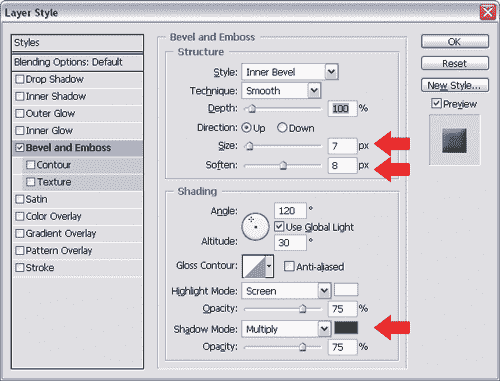 Layer Style
Styles
Blending Options: Default
Drop Shadow
Inner Shadow
Outer Glow
Inner Glow
Bevel and Emboss
Contour
Texture
Satin
Color Overlay
Gradient Overlay
Pattern Overlay
Stroke
Bevel and Emboss
Structure
Style: Inner Bevel
Technique: Smooth
Depth: 100 %
Direction: Up Down
Size: 7 px
Soften: 8 px
Shading
Angle: 120 °
Use Global Light
Altitude: 30 °
Gloss Contour: Anti-aliased
Highlight Mode: Screen
Opacity: 75 %
Shadow Mode: Multiply
Opacity: 75 %
OK
Reset
New Style...
Preview